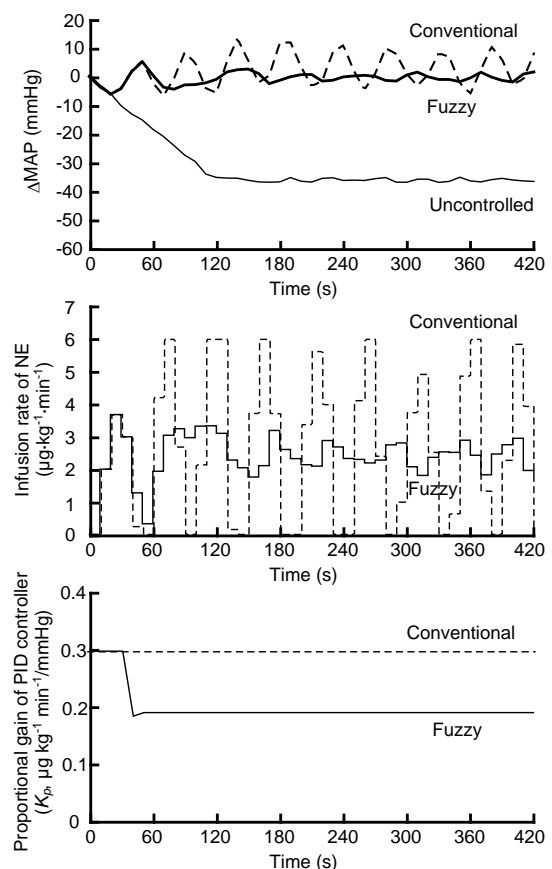 20
10
0
-10
-20
-30
-40
-50
-60
ΔMAP (mmHg)
Conventional
Fuzzy
Uncontrolled
0 60 120 180 240 300 360 420
Time (s)
7
6
5
4
3
2
1
0
Infusion rate of NE
(µg·kg⁻¹·min⁻¹)
Conventional
Fuzzy
0 60 120 180 240 300 360 420
Time (s)
0.4
0.3
0.2
0.1
0
Proportional gain of PID controller
(Kₚ, µg kg⁻¹ min⁻¹/mmHg)
Conventional
Fuzzy
0 60 120 180 240 300 360 420
Time (s)